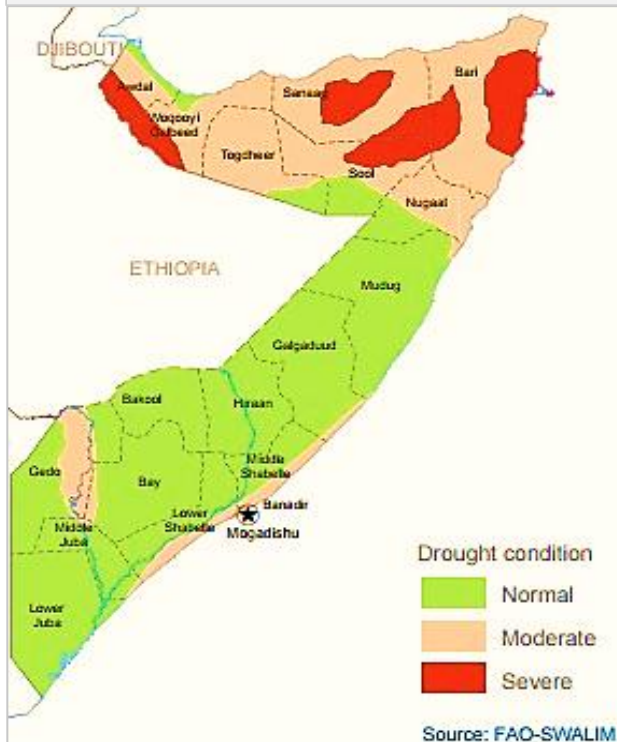 DJIBOUTI
Awdal
Woqooyi
Galbeed
Togdheer
Sanaag
Bari
Sool
Nugaal
ETHIOPIA
Mudug
Galgaduud
Bakool
Hiraan
Gedo
Bay
Middle
Shabelle
Lower
Shabelle
Banadir
Mogadishu
Middle
Juba
Lower
Juba
Drought condition
Normal
Moderate
Severe
Source: FAO-SWALIM